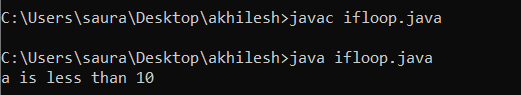 C:\Users\saura\Desktop\akhilesh>javac ifloop.java
C:\Users\saura\Desktop\akhilesh>java ifloop.java
a is less than 10